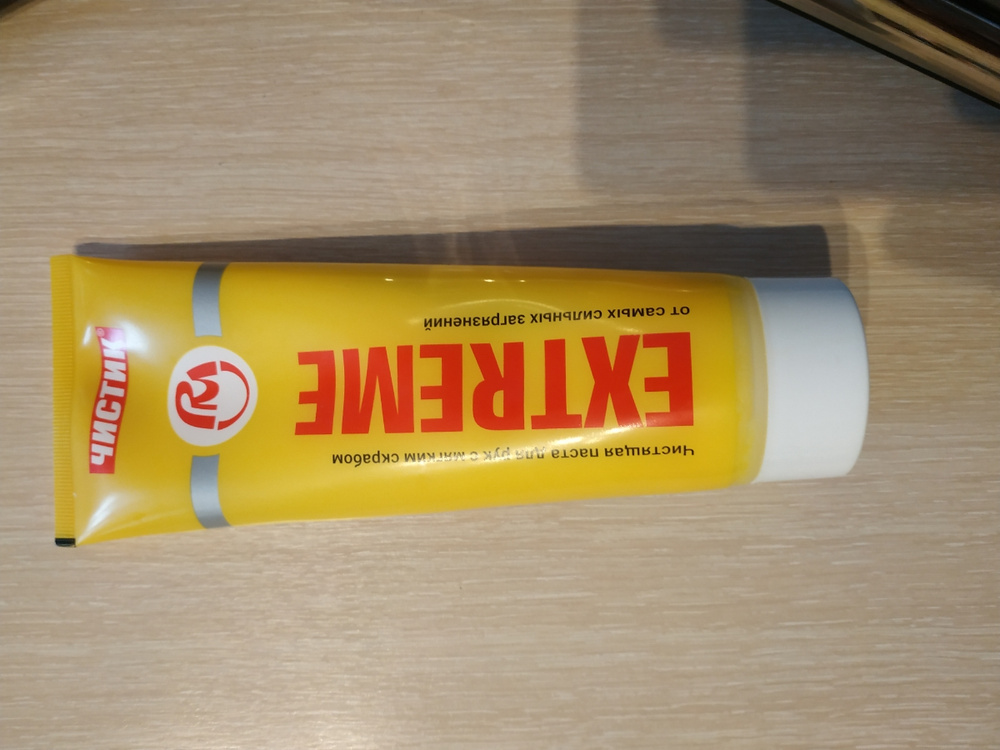 ЧИСТИК
Чистящая паста для рук с мягким скрабом
EXTREME
от самых сильных загрязнений